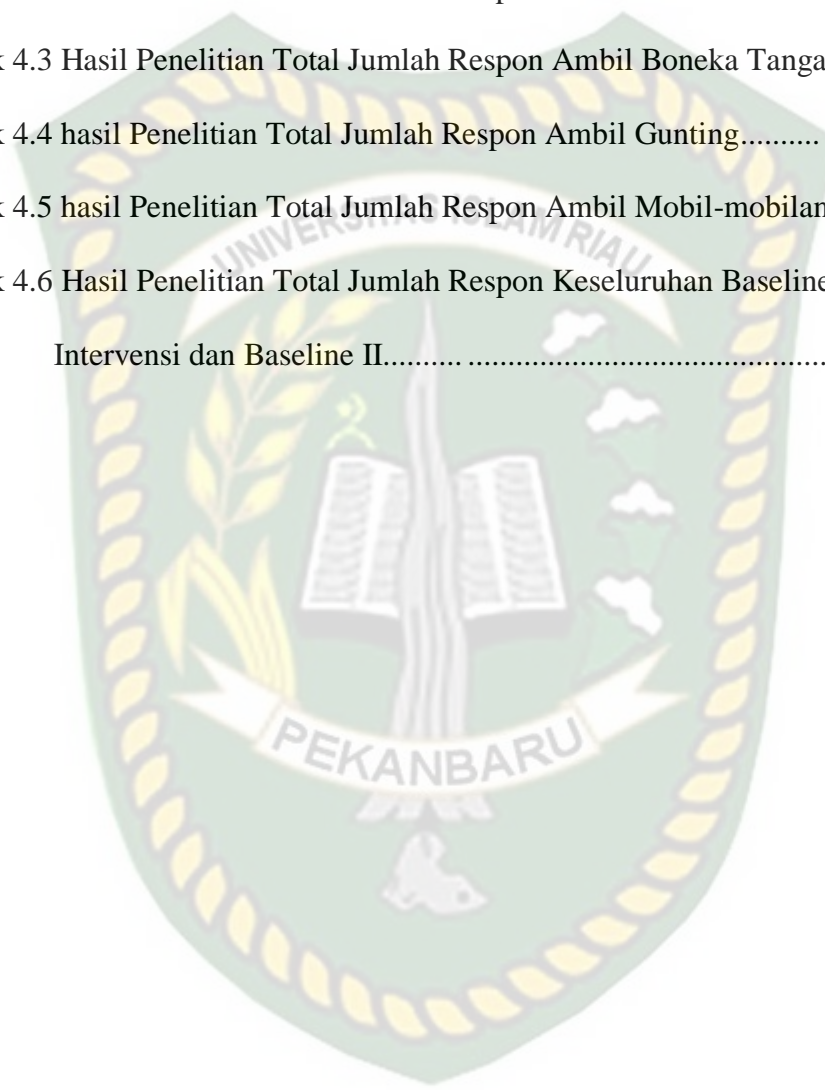 k 4.3 Hasil Penelitian Total Jumlah Respon Ambil Boneka Tanga
k 4.4 hasil Penelitian Total Jumlah Respon Ambil Gunting..........
k 4.5 hasil Penelitian Total Jumlah Respon Ambil Mobil-mobilan
k 4.6 Hasil Penelitian Total Jumlah Respon Keseluruhan Baseline
Intervensi dan Baseline II.......... ......................................
UNIVERSITAS ISLAM RIAU
PEKANBARU